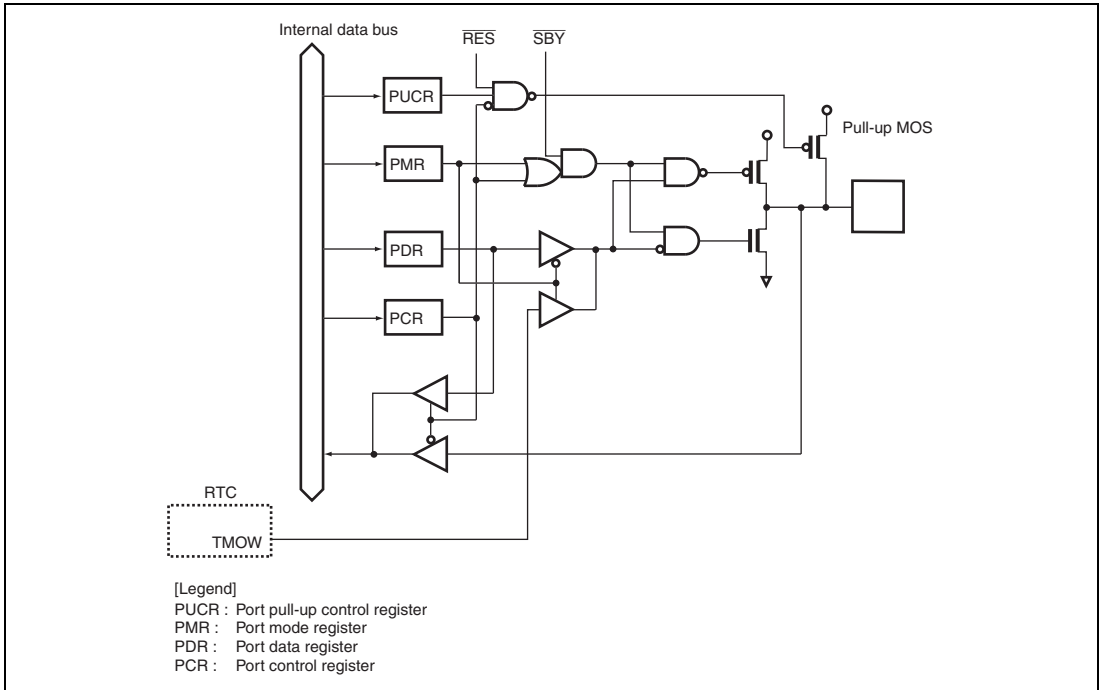 Internal data bus
RES
SBY
PUCR
Pull-up MOS
PMR
PDR
PCR
RTC
TMOW
[Legend]
PUCR : Port pull-up control register
PMR : Port mode register
PDR : Port data register
PCR : Port control register